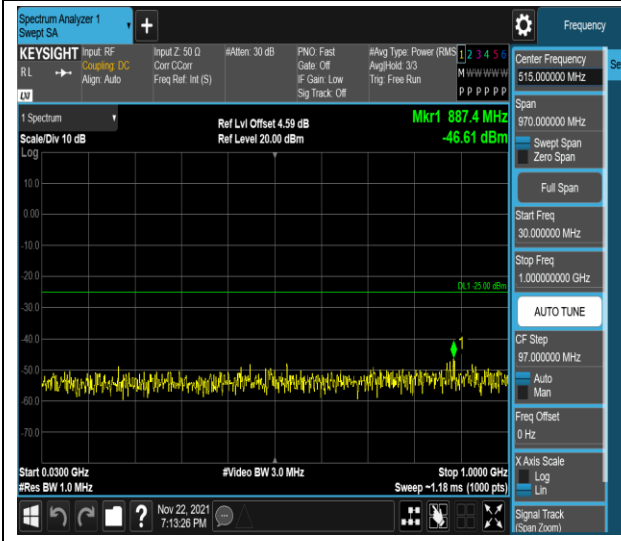 Spectrum Analyzer 1
Swept SA
Frequency
KEYSIGHT
RL
LXI
Input: RF
Coupling: DC
Align: Auto
Input Z: 50 Ω
Corr CCorr
Freq Ref: Int (S)
#Atten: 30 dB
PNO: Fast
Gate: Off
IF Gain: Low
Sig Track: Off
#Avg Type: Power (RMS
Avg|Hold: 3/3
Trig: Free Run
1 2 3 4 5 6
M W W W W W
P P P P P P
1 Spectrum
Scale/Div 10 dB
Log
Ref Lvl Offset 4.59 dB
Ref Level 20.00 dBm
Mkr1 887.4 MHz
-46.61 dBm
10.0
0.00
-10.0
-20.0
-30.0
-40.0
-50.0
-60.0
-70.0
DL1 -25.00 dBm
1
Start 0.0300 GHz
#Res BW 1.0 MHz
#Video BW 3.0 MHz
Stop 1.0000 GHz
Sweep ~1.18 ms (1000 pts)
Center Frequency
515.000000 MHz
Span
970.000000 MHz
Swept Span
Zero Span
Full Span
Start Freq
30.000000 MHz
Stop Freq
1.000000000 GHz
AUTO TUNE
CF Step
97.000000 MHz
Auto
Man
Freq Offset
0 Hz
X Axis Scale
Log
Lin
Signal Track
(Span Zoom)
Se
?
Nov 22, 2021
7:13:26 PM